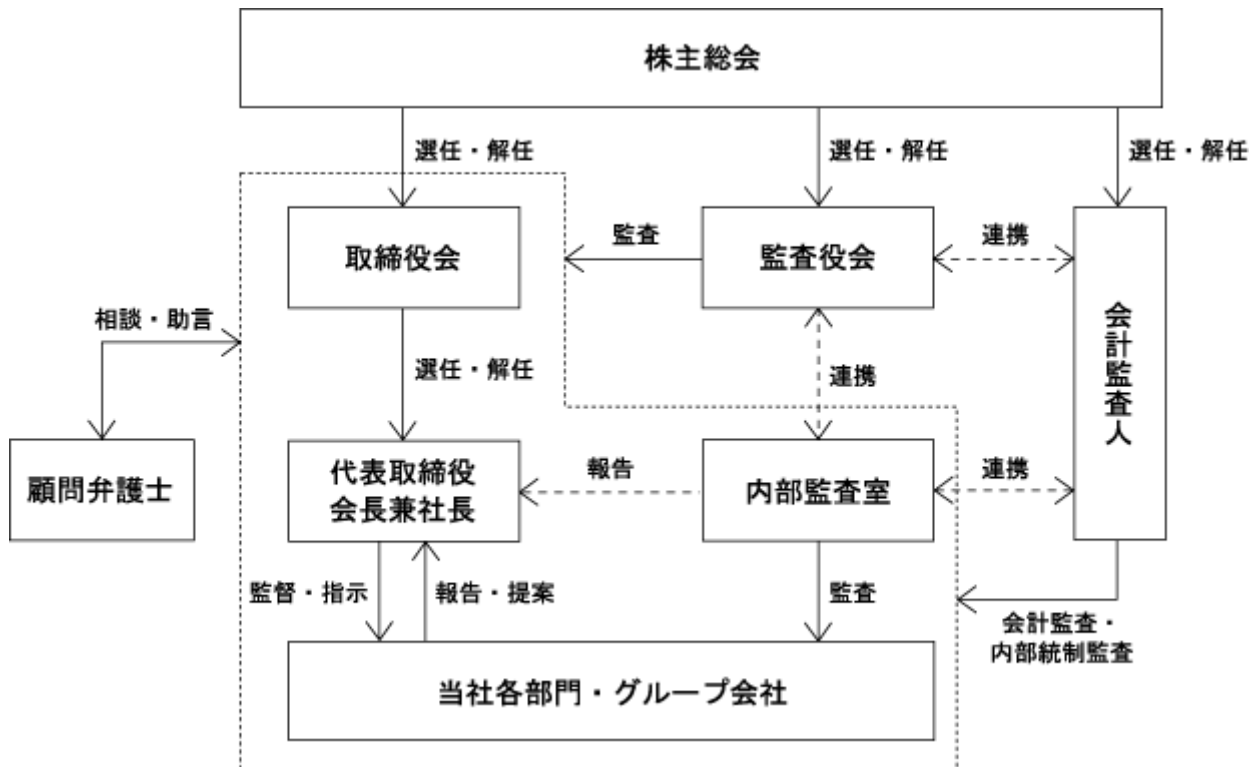 株主総会
選任・解任
選任・解任
選任・解任
取締役会
監査
監査役会
連携
会計監査人
相談・助言
選任・解任
連携
顧問弁護士
代表取締役
会長兼社長
報告
内部監査室
連携
監督・指示
報告・提案
監査
会計監査・
内部統制監査
当社各部門・グループ会社